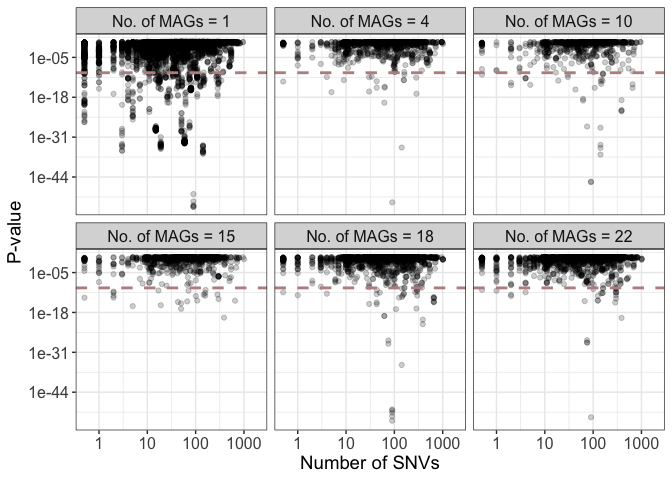 No. of MAGs = 1
No. of MAGs = 4
No. of MAGs = 10
1e-05
1e-18
1e-31
1e-44
No. of MAGs = 15
No. of MAGs = 18
No. of MAGs = 22
1e-05
1e-18
1e-31
1e-44
P-value
1 10 100 1000
1 10 100 1000
1 10 100 1000
Number of SNVs